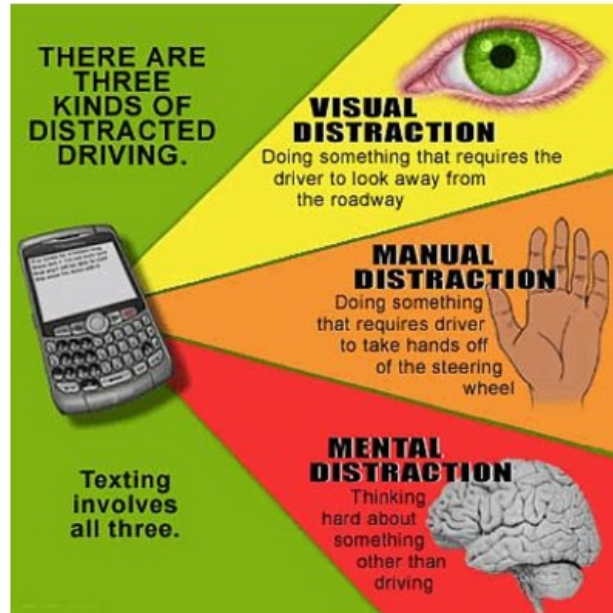 THERE ARE
THREE
KINDS OF
DISTRACTED
DRIVING.
VISUAL
DISTRACTION
Doing something that requires the
driver to look away from
the roadway
MANUAL
DISTRACTION
Doing something
that requires driver
to take hands off
of the steering
wheel
MENTAL
DISTRACTION
Thinking
hard about
something
other than
driving
Texting
involves
all three.